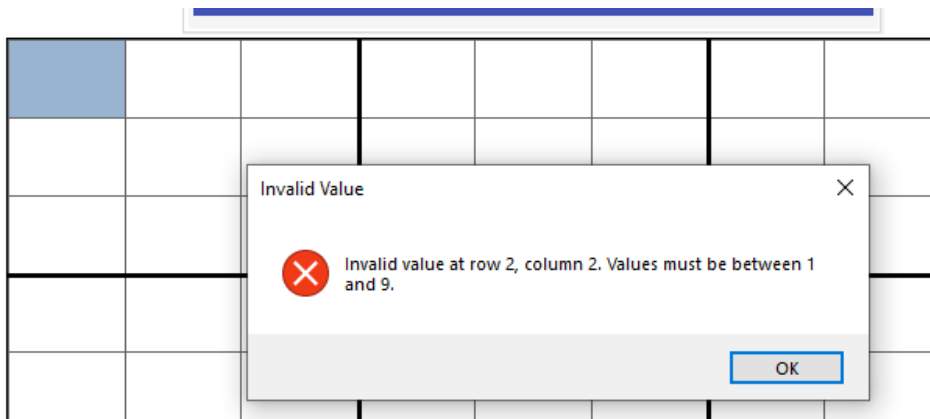 Invalid Value
Invalid value at row 2, column 2. Values must be between 1
and 9.
OK